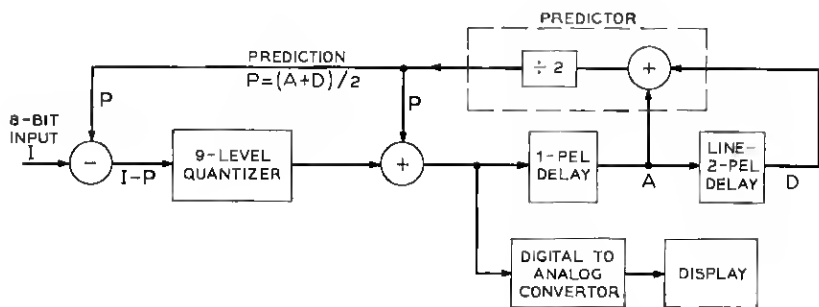 PREDICTOR
PREDICTION
P=(A+D)/2
÷ 2
+
P
P
8-BIT
INPUT
I
−
I-P
9-LEVEL
QUANTIZER
+
1-PEL
DELAY
A
LINE-
2-PEL
DELAY
D
DIGITAL TO
ANALOG
CONVERTOR
DISPLAY